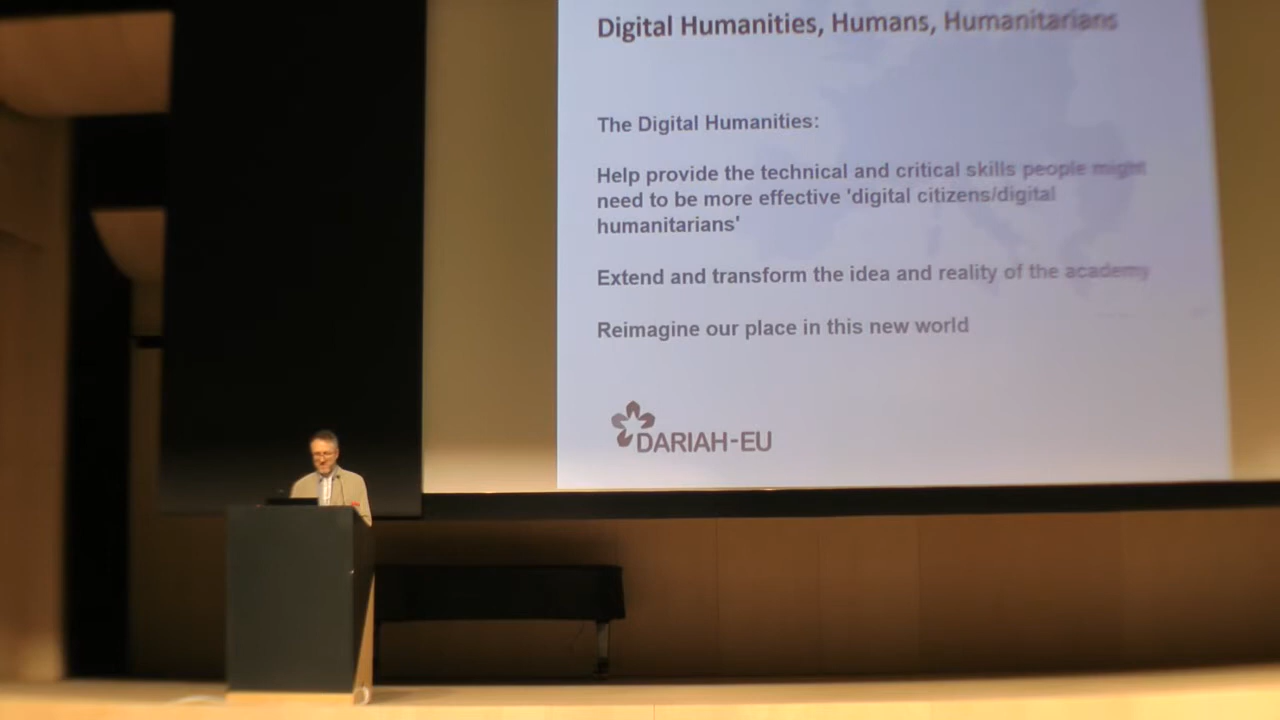 Digital Humanities, Humans, Humanitarians
The Digital Humanities:
Help provide the technical and critical skills people might
need to be more effective 'digital citizens/digital
humanitarians'
Extend and transform the idea and reality of the academy
Reimagine our place in this new world
DARIAH-EU